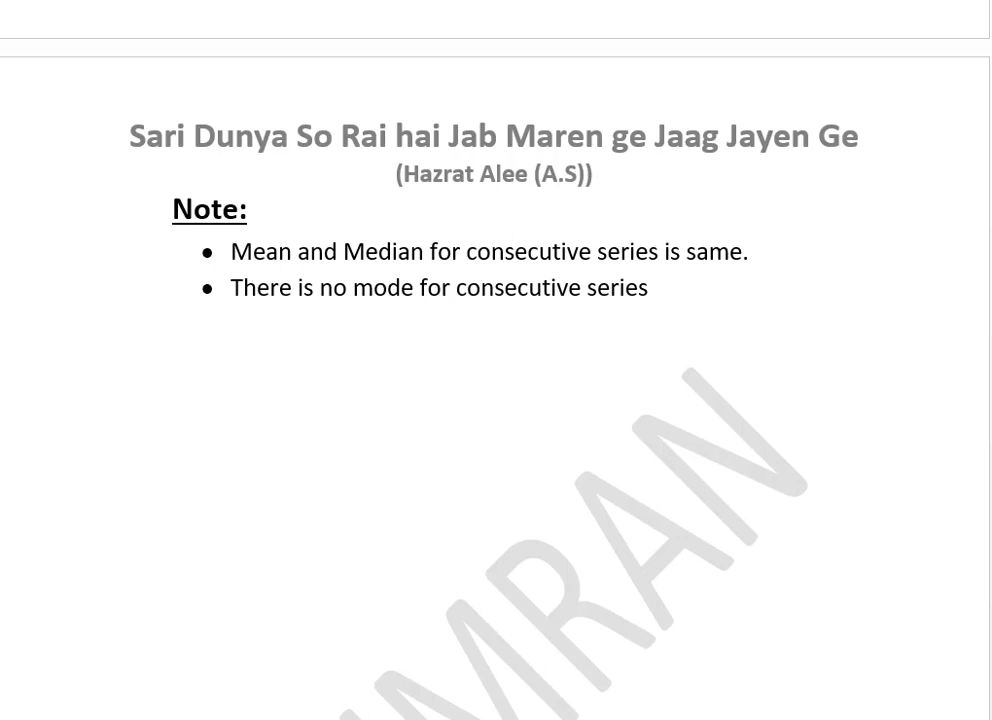 Sari Dunya So Rai hai Jab Maren ge Jaag Jayen Ge
(Hazrat Alee (A.S))
Note:
• Mean and Median for consecutive series is same.
• There is no mode for consecutive series